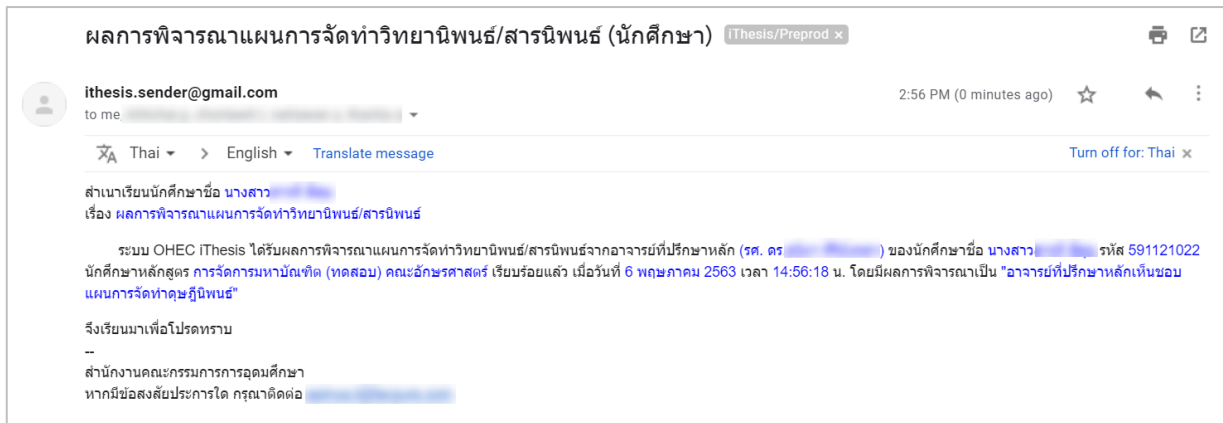 ผลการพิจารณาแผนการจัดทำวิทยานิพนธ์/สารนิพนธ์ (นักศึกษา) iThesis/Preprod ×
ithesis.sender@gmail.com 2:56 PM (0 minutes ago)
to me
Thai > English Translate message Turn off for: Thai ×
สำเนาเรียนนักศึกษาชื่อ นางสาว
เรื่อง ผลการพิจารณาแผนการจัดทำวิทยานิพนธ์/สารนิพนธ์
ระบบ OHEC iThesis ได้รับผลการพิจารณาแผนการจัดทำวิทยานิพนธ์/สารนิพนธ์จากอาจารย์ที่ปรึกษาหลัก (รศ. ดร ) ของนักศึกษาชื่อ นางสาว รหัส 591121022
นักศึกษาหลักสูตร การจัดการมหาบัณฑิต (ทดสอบ) คณะอักษรศาสตร์ เรียบร้อยแล้ว เมื่อวันที่ 6 พฤษภาคม 2563 เวลา 14:56:18 น. โดยมีผลการพิจารณาเป็น "อาจารย์ที่ปรึกษาหลักเห็นชอบ
แผนการจัดทำดุษฎีนิพนธ์"
จึงเรียนมาเพื่อโปรดทราบ
--
สำนักงานคณะกรรมการการอุดมศึกษา
หากมีข้อสงสัยประการใด กรุณาติดต่อ